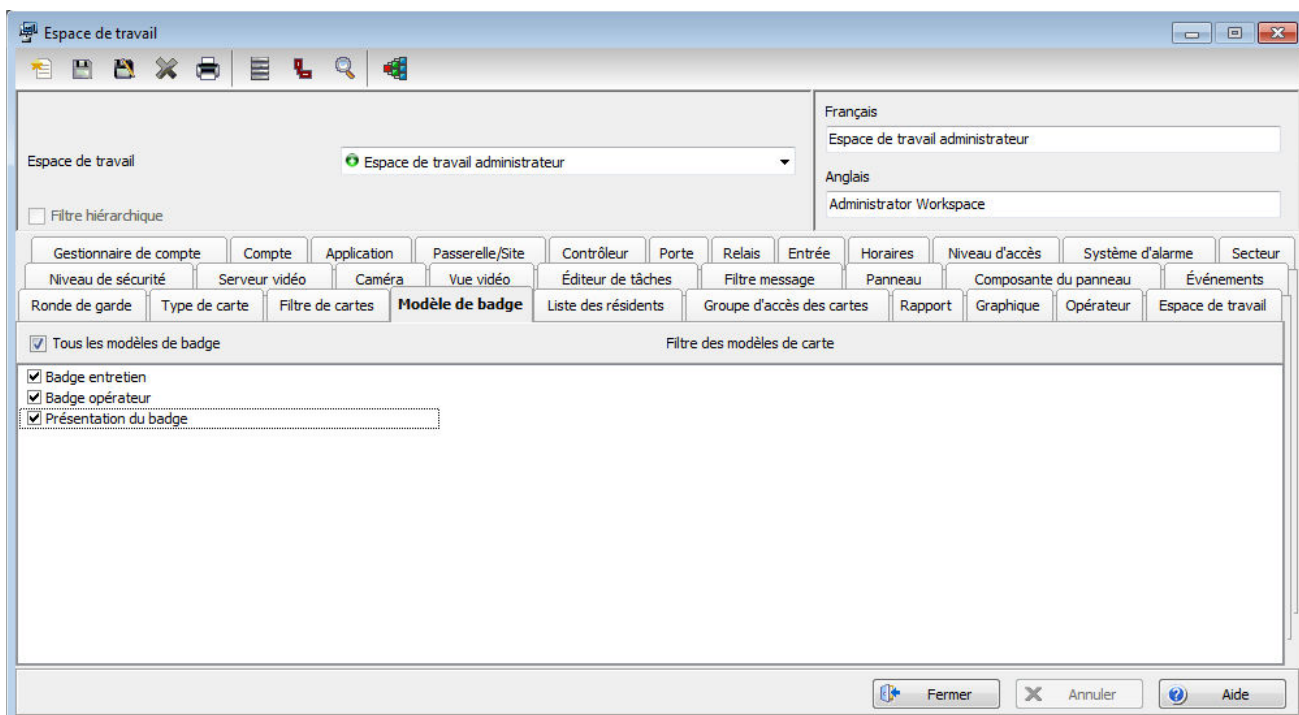 Espace de travail
Français
Espace de travail administrateur
Espace de travail
Espace de travail administrateur
Anglais
Administrator Workspace
Filtre hiérarchique
Gestionnaire de compte Compte Application Passerelle/Site Contrôleur Porte Relais Entrée Horaires Niveau d'accès Système d'alarme Secteur
Niveau de sécurité Serveur vidéo Caméra Vue vidéo Éditeur de tâches Filtre message Panneau Composante du panneau Événements
Ronde de garde Type de carte Filtre de cartes Modèle de badge Liste des résidents Groupe d'accès des cartes Rapport Graphique Opérateur Espace de travail
Tous les modèles de badge Filtre des modèles de carte
Badge entretien
Badge opérateur
Présentation du badge
Fermer Annuler Aide